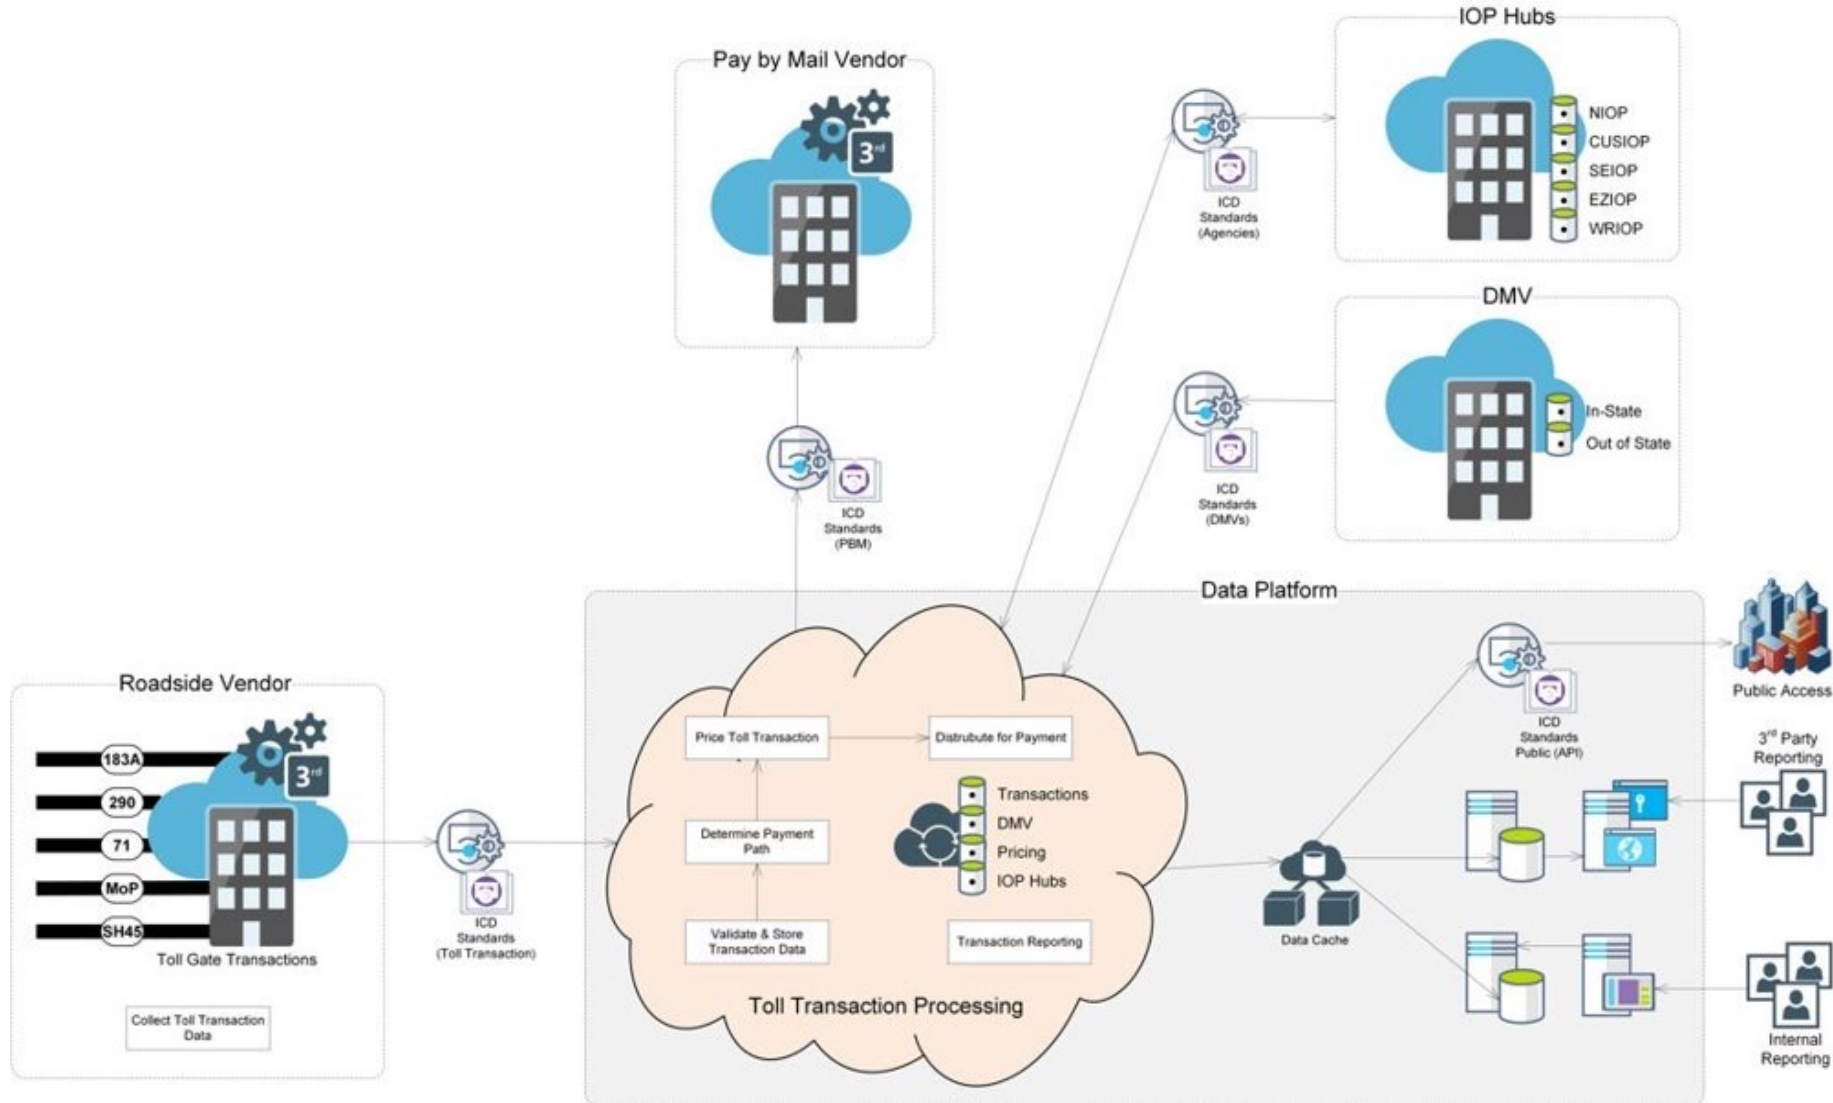 IOP Hubs
NIOP
CUSIOP
SEIOP
EZIOP
WRIOP
ICD
Standards
(Agencies)
Pay by Mail Vendor
3rd
ICD
Standards
(PBM)
DMV
In-State
Out of State
ICD
Standards
(DMVs)
Roadside Vendor
183A
290
71
MoP
SH45
3rd
Toll Gate Transactions
Collect Toll Transaction
Data
ICD
Standards
(Toll Transaction)
Data Platform
Price Toll Transaction
Distrubute for Payment
Determine Payment
Path
Validate & Store
Transaction Data
Transactions
DMV
Pricing
IOP Hubs
Transaction Reporting
Toll Transaction Processing
Data Cache
ICD
Standards
Public (API)
Public Access
3rd Party
Reporting
Internal
Reporting